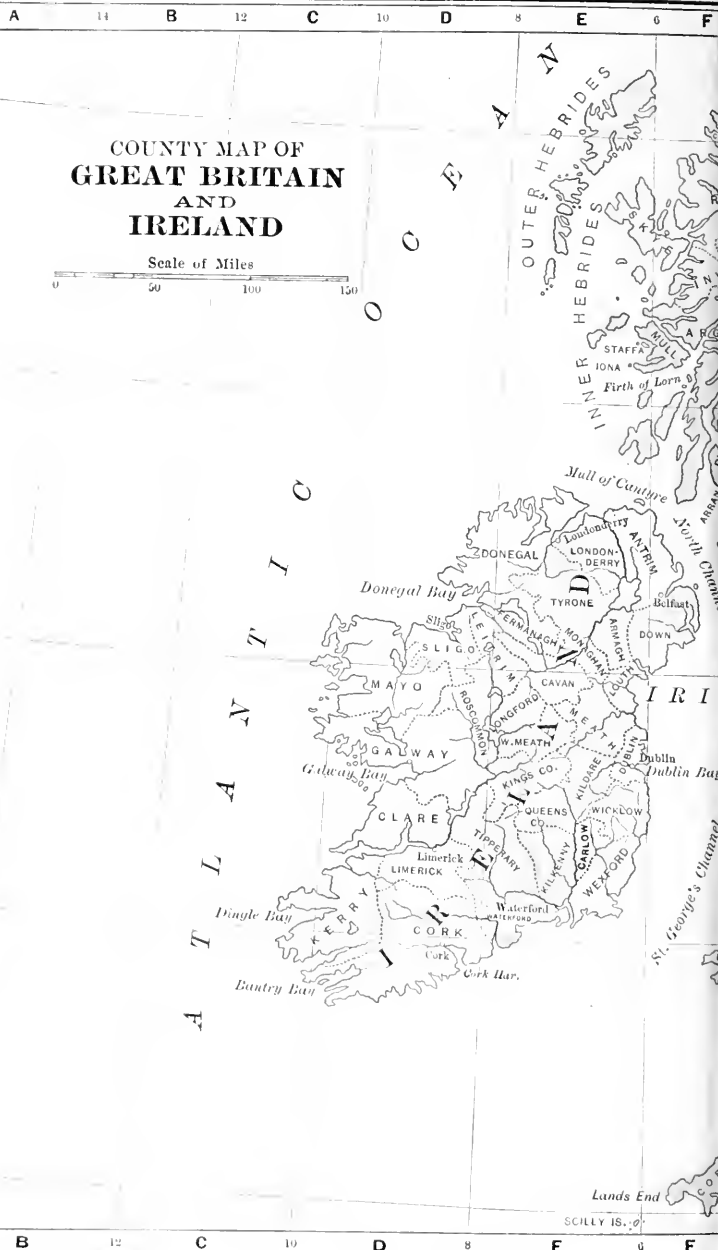 A 14 B 12 C 10 D 8 E 6 F
COUNTY MAP OF
GREAT BRITAIN
AND
IRELAND
Scale of Miles
0 50 100 150
ATLANTIC OCEAN
OUTER HEBRIDES
INNER HEBRIDES
SKYE
STAFFA
MULL
IONA
Firth of Lorn
Mull of Cantyre
ARRAN
North Channe
Londonderry
DONEGAL
LONDON-
DERRY
ANTRIM
Donegal Bay
TYRONE
Belfast
Sligo
FERMANAGH
MONAGHAN
ARMAGH
DOWN
SLIGO
LEITRIM
CAVAN
LOUTH
IRI
MAYO
ROSCOMMON
LONGFORD
MEATH
W. MEATH
GALWAY
DUBLIN
Dublin
Galway Bay
KINGS CO.
KILDARE
Dublin Bay
QUEENS
CO.
WICKLOW
CLARE
TIPPERARY
CARLOW
Limerick
LIMERICK
KILKENNY
WEXFORD
IRELAND
St. George's Channel
Dingle Bay
KERRY
Waterford
WATERFORD
CORK
Cork
Cork Har.
Bantry Bay
Lands End
SCILLY IS.
B 12 C 10 D 8 E 6 F